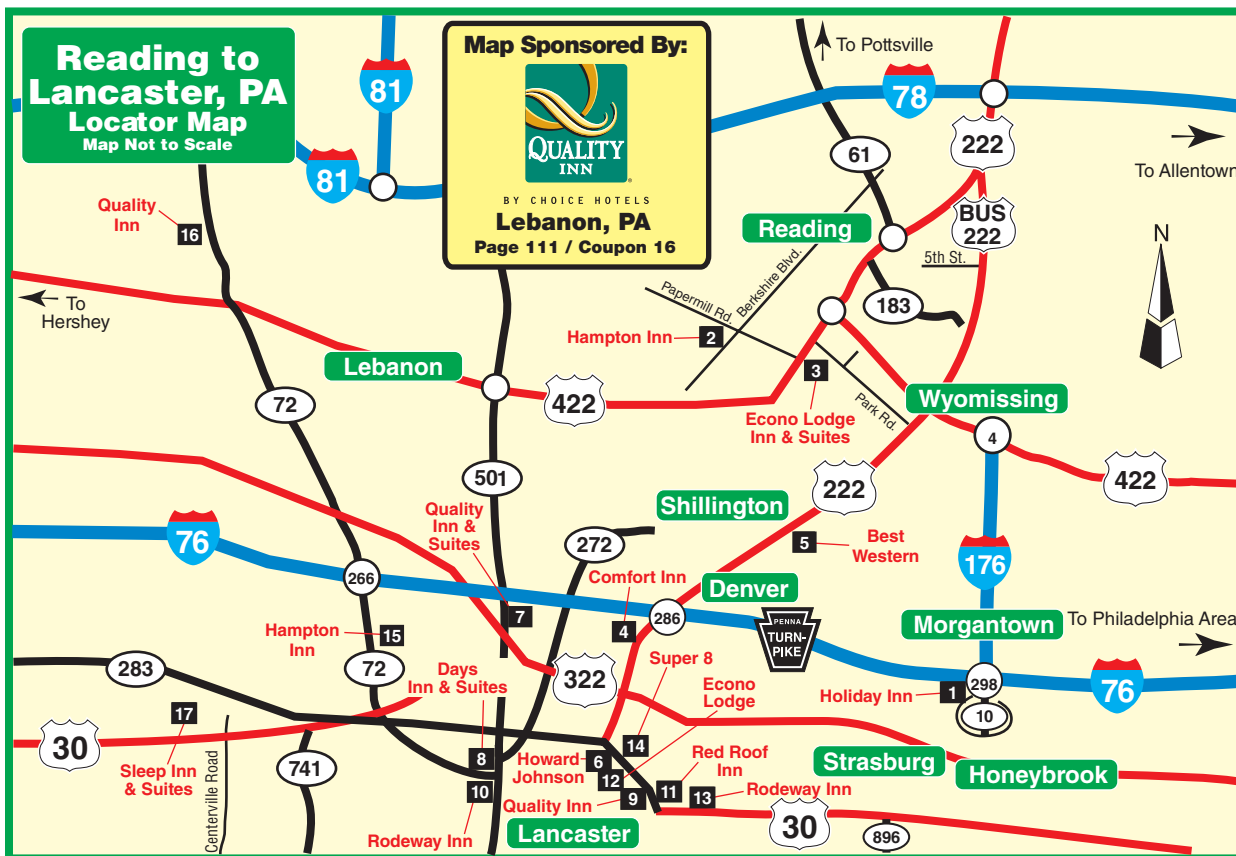 Reading to
Lancaster, PA
Locator Map
Map Not to Scale
Map Sponsored By:
QUALITY
INN
BY CHOICE HOTELS
Lebanon, PA
Page 111 / Coupon 16
81
81
To Pottsville
78
222
61
To Allentown
BUS
222
Reading
5th St.
N
Quality
Inn
16
To
Hershey
Papermill Rd.
Berkshire Blvd.
183
Hampton Inn
2
3
Lebanon
422
72
Econo Lodge
Inn & Suites
Park Rd.
Wyomissing
4
422
501
222
Shillington
Quality
Inn &
Suites
272
76
5
Best
Western
176
266
Comfort Inn
Denver
286
7
4
PENNA
TURN-
PIKE
Morgantown
To Philadelphia Area
Hampton
Inn
15
283
72
Days
Inn & Suites
322
Super 8
Econo
Lodge
Holiday Inn
1
298
76
10
17
30
Sleep Inn
& Suites
Centerville Road
741
8
10
Rodeway Inn
Howard
Johnson
6
14
12
Quality Inn
9
Red Roof
Inn
11
13
Rodeway Inn
Strasburg
Honeybrook
Lancaster
30
896